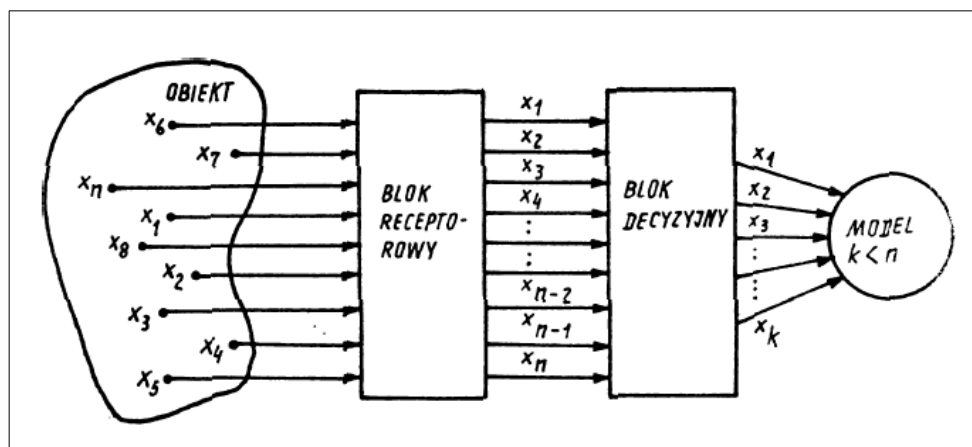 OBIEKT
x6
x7
xn
x1
x8
x2
x3
x4
x5
BLOK
RECEPTO-
ROWY
x1
x2
x3
x4
⋮
⋮
xn-2
xn-1
xn
BLOK
DECYZYJNY
x1
x2
x3
⋮
⋮
xk
MODEL
k < n